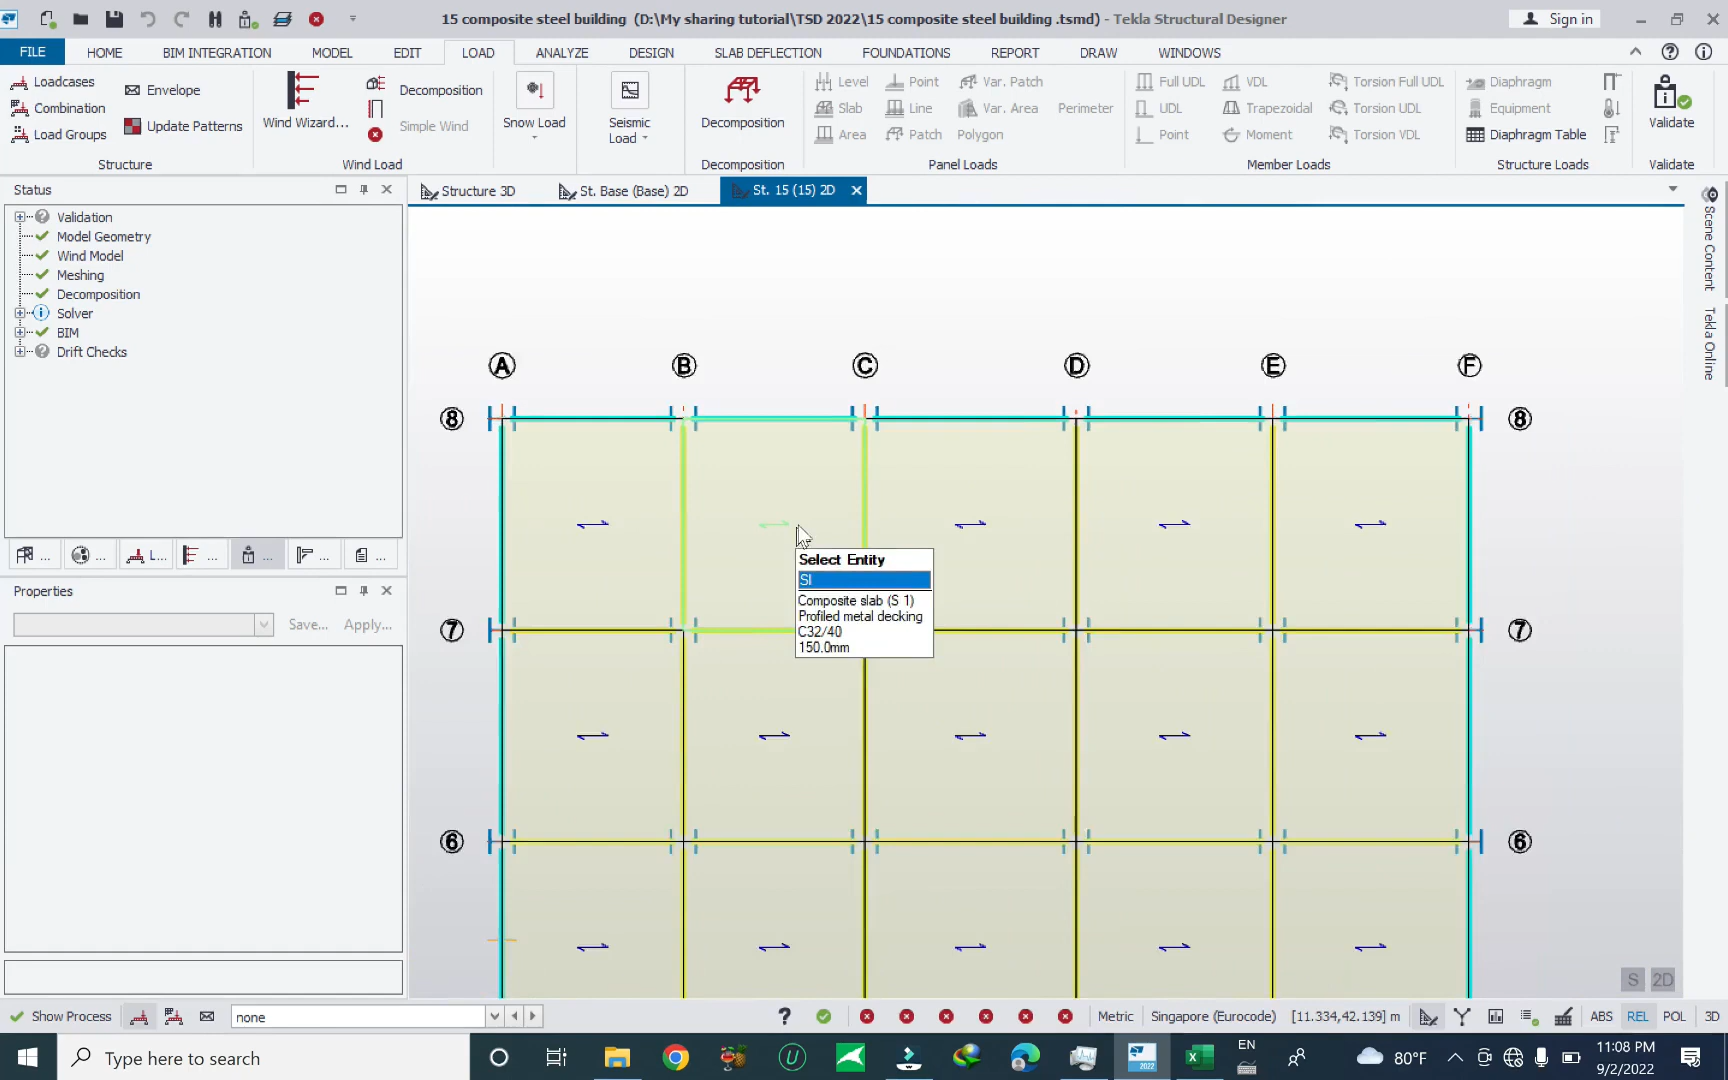 15 composite steel building (D:\My sharing tutorial\TSD 2022\15 composite steel building .tsmd) - Tekla Structural Designer
Sign in
FILE HOME BIM INTEGRATION MODEL EDIT LOAD ANALYZE DESIGN SLAB DEFLECTION FOUNDATIONS REPORT DRAW WINDOWS
Loadcases
Combination
Load Groups
Envelope
Update Patterns
Structure
Wind Wizard...
Decomposition
Simple Wind
Wind Load
Snow Load
Seismic
Load
Decomposition
Decomposition
Level Point Var. Patch
Slab Line Var. Area Perimeter
Area Patch Polygon
Panel Loads
Full UDL VDL Torsion Full UDL
UDL Trapezoidal Torsion UDL
Point Moment Torsion VDL
Member Loads
Diaphragm
Equipment
Diaphragm Table
Structure Loads
Validate
Validate
Status
Structure 3D St. Base (Base) 2D St. 15 (15) 2D
Validation
Model Geometry
Wind Model
Meshing
Decomposition
Solver
BIM
Drift Checks
... ... L... ... ... ... ...
Properties
Save... Apply...
A B C D E F
8 8
7 7
6 6
Select Entity
SI
Composite slab (S 1)
Profiled metal decking
C32/40
150.0mm
Scene Content
Tekla Online
S 2D
Show Process none Metric Singapore (Eurocode) [11.334,42.139] m ABS REL POL 3D
Type here to search
2022
EN
80°F
11:08 PM
9/2/2022